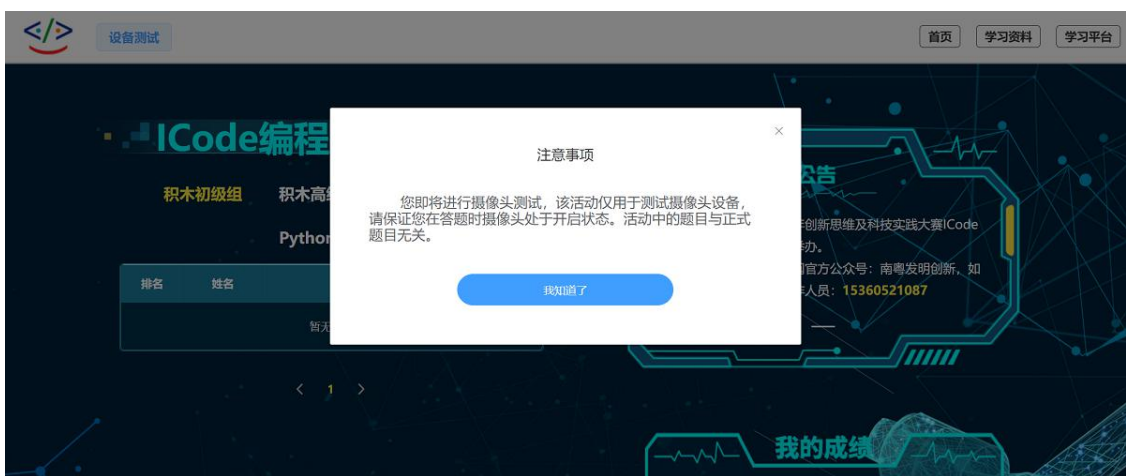 设备测试
首页
学习资料
学习平台
ICode编程
积木初级组
积木高
Python
排名
姓名
暂无
< 1 >
注意事项
您即将进行摄像头测试，该活动仅用于测试摄像头设备，
请保证您在答题时摄像头处于开启状态。活动中的题目与正式
题目无关。
我知道了
公告
创新思维及科技实践大赛ICode
办。
官方公众号：南粤发明创新，如
人员：15360521087
我的成绩